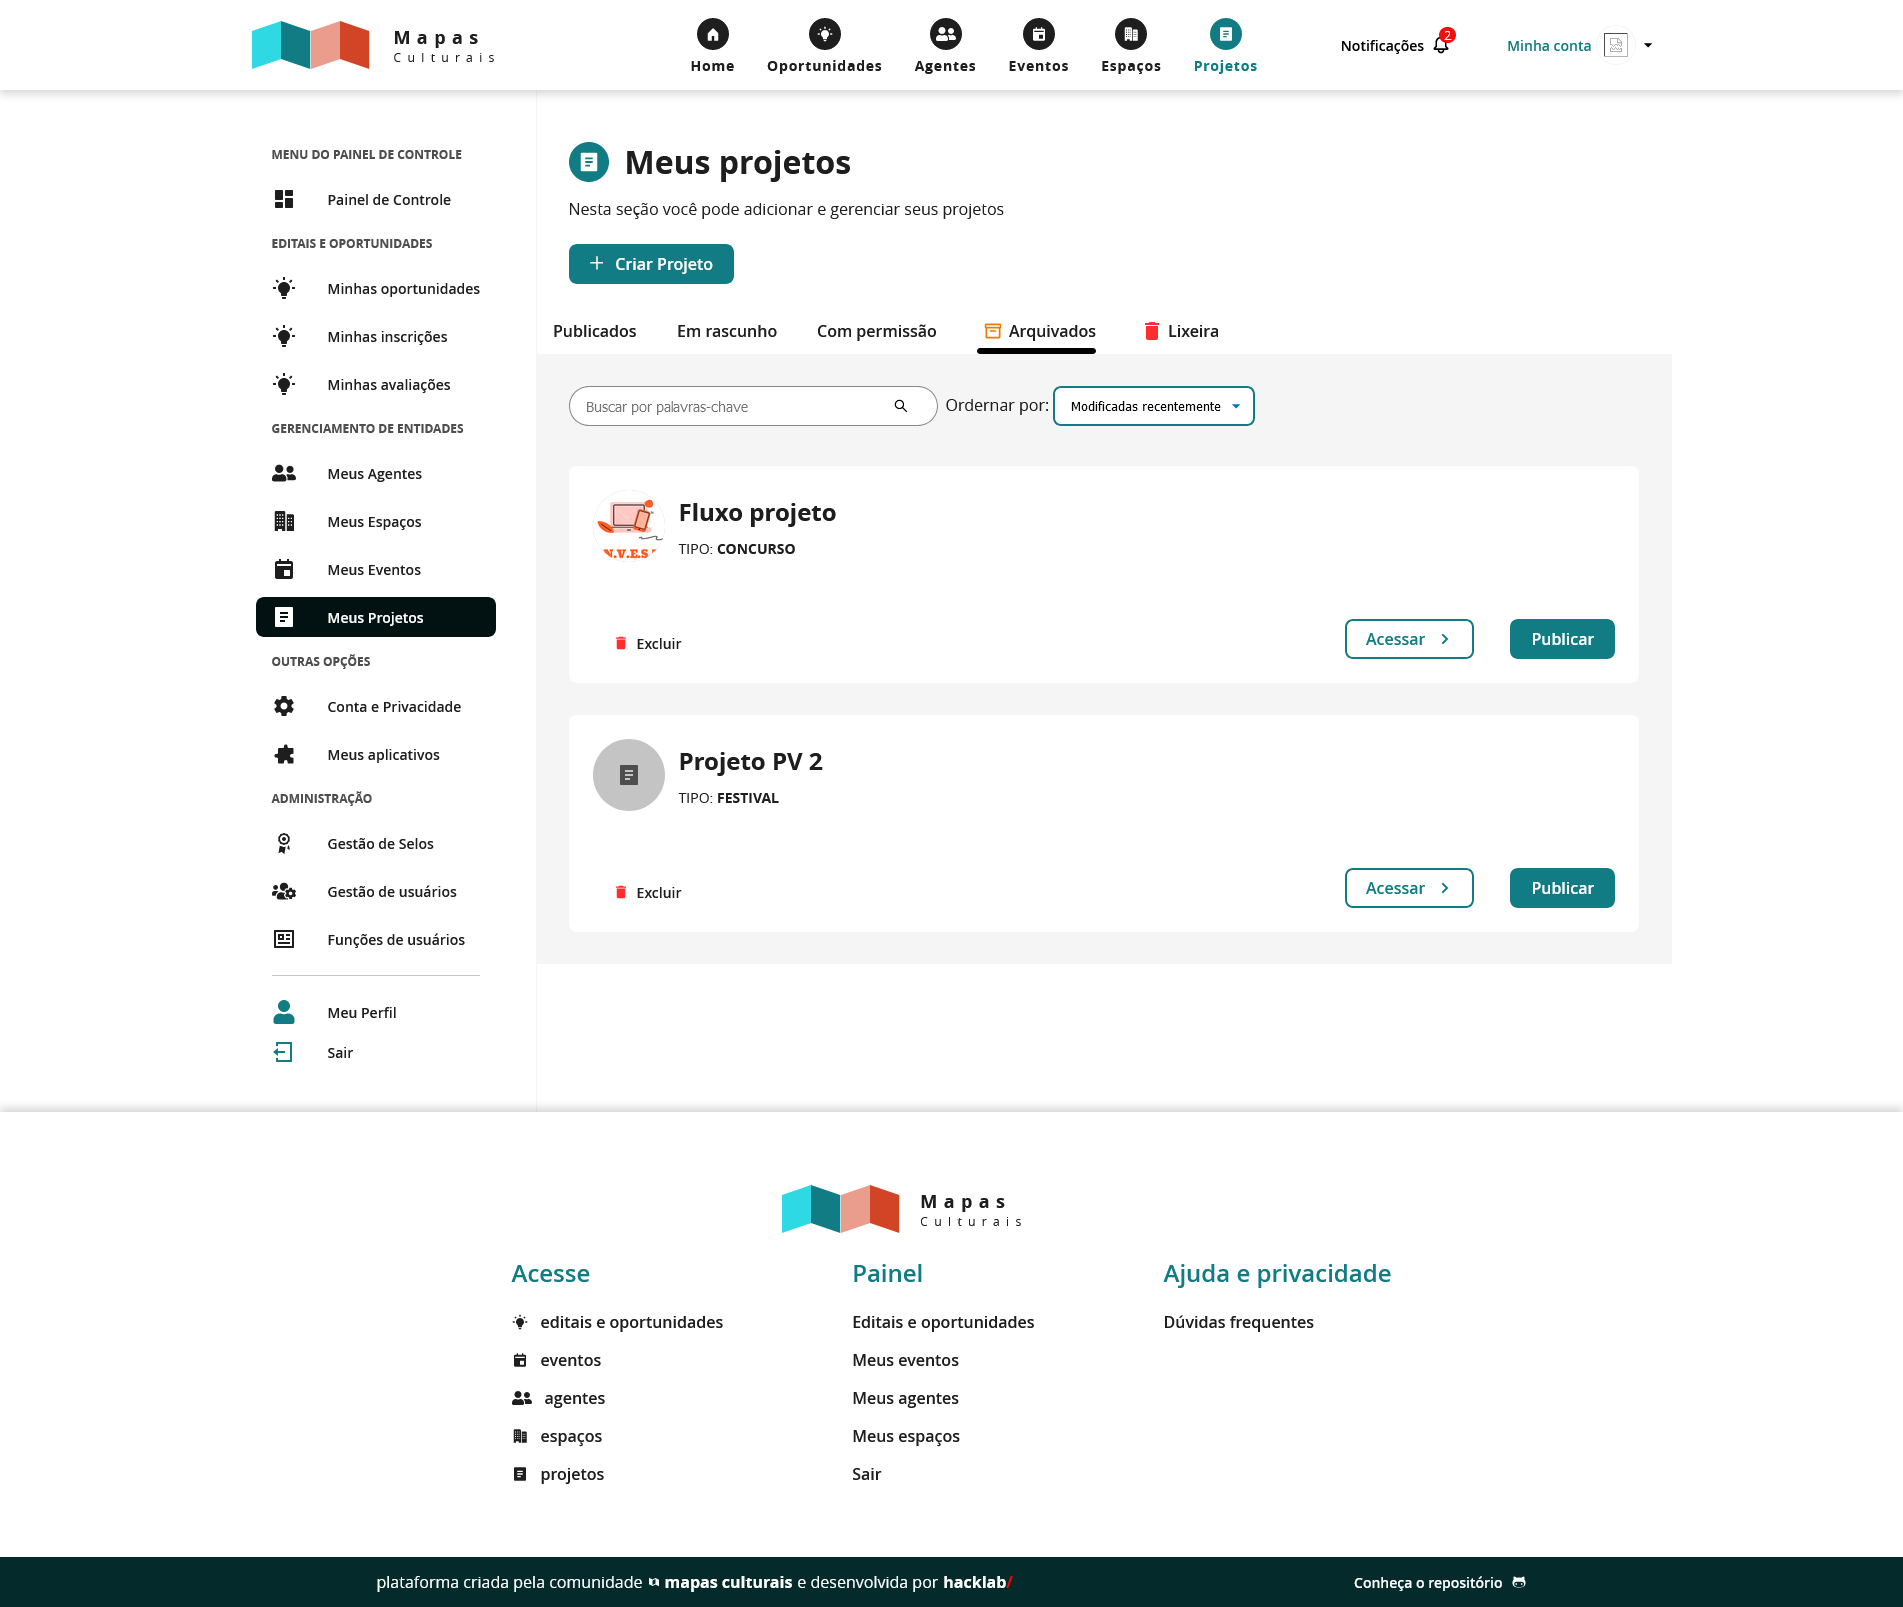 Mapas
Culturais
Home
Oportunidades
Agentes
Eventos
Espaços
Projetos
Notificações 2
Minha conta
MENU DO PAINEL DE CONTROLE
Painel de Controle
EDITAIS E OPORTUNIDADES
Minhas oportunidades
Minhas inscrições
Minhas avaliações
GERENCIAMENTO DE ENTIDADES
Meus Agentes
Meus Espaços
Meus Eventos
Meus Projetos
OUTRAS OPÇÕES
Conta e Privacidade
Meus aplicativos
ADMINISTRAÇÃO
Gestão de Selos
Gestão de usuários
Funções de usuários
Meu Perfil
Sair
Meus projetos
Nesta seção você pode adicionar e gerenciar seus projetos
Criar Projeto
Publicados Em rascunho Com permissão Arquivados Lixeira
Buscar por palavras-chave Ordernar por: Modificadas recentemente
Fluxo projeto
TIPO: CONCURSO
N.V.E.S
Excluir Acessar Publicar
Projeto PV 2
TIPO: FESTIVAL
Excluir Acessar Publicar
Mapas
Culturais
Acesse
editais e oportunidades
eventos
agentes
espaços
projetos
Painel
Editais e oportunidades
Meus eventos
Meus agentes
Meus espaços
Sair
Ajuda e privacidade
Dúvidas frequentes
plataforma criada pela comunidade mapas culturais e desenvolvida por hacklab/
Conheça o repositório